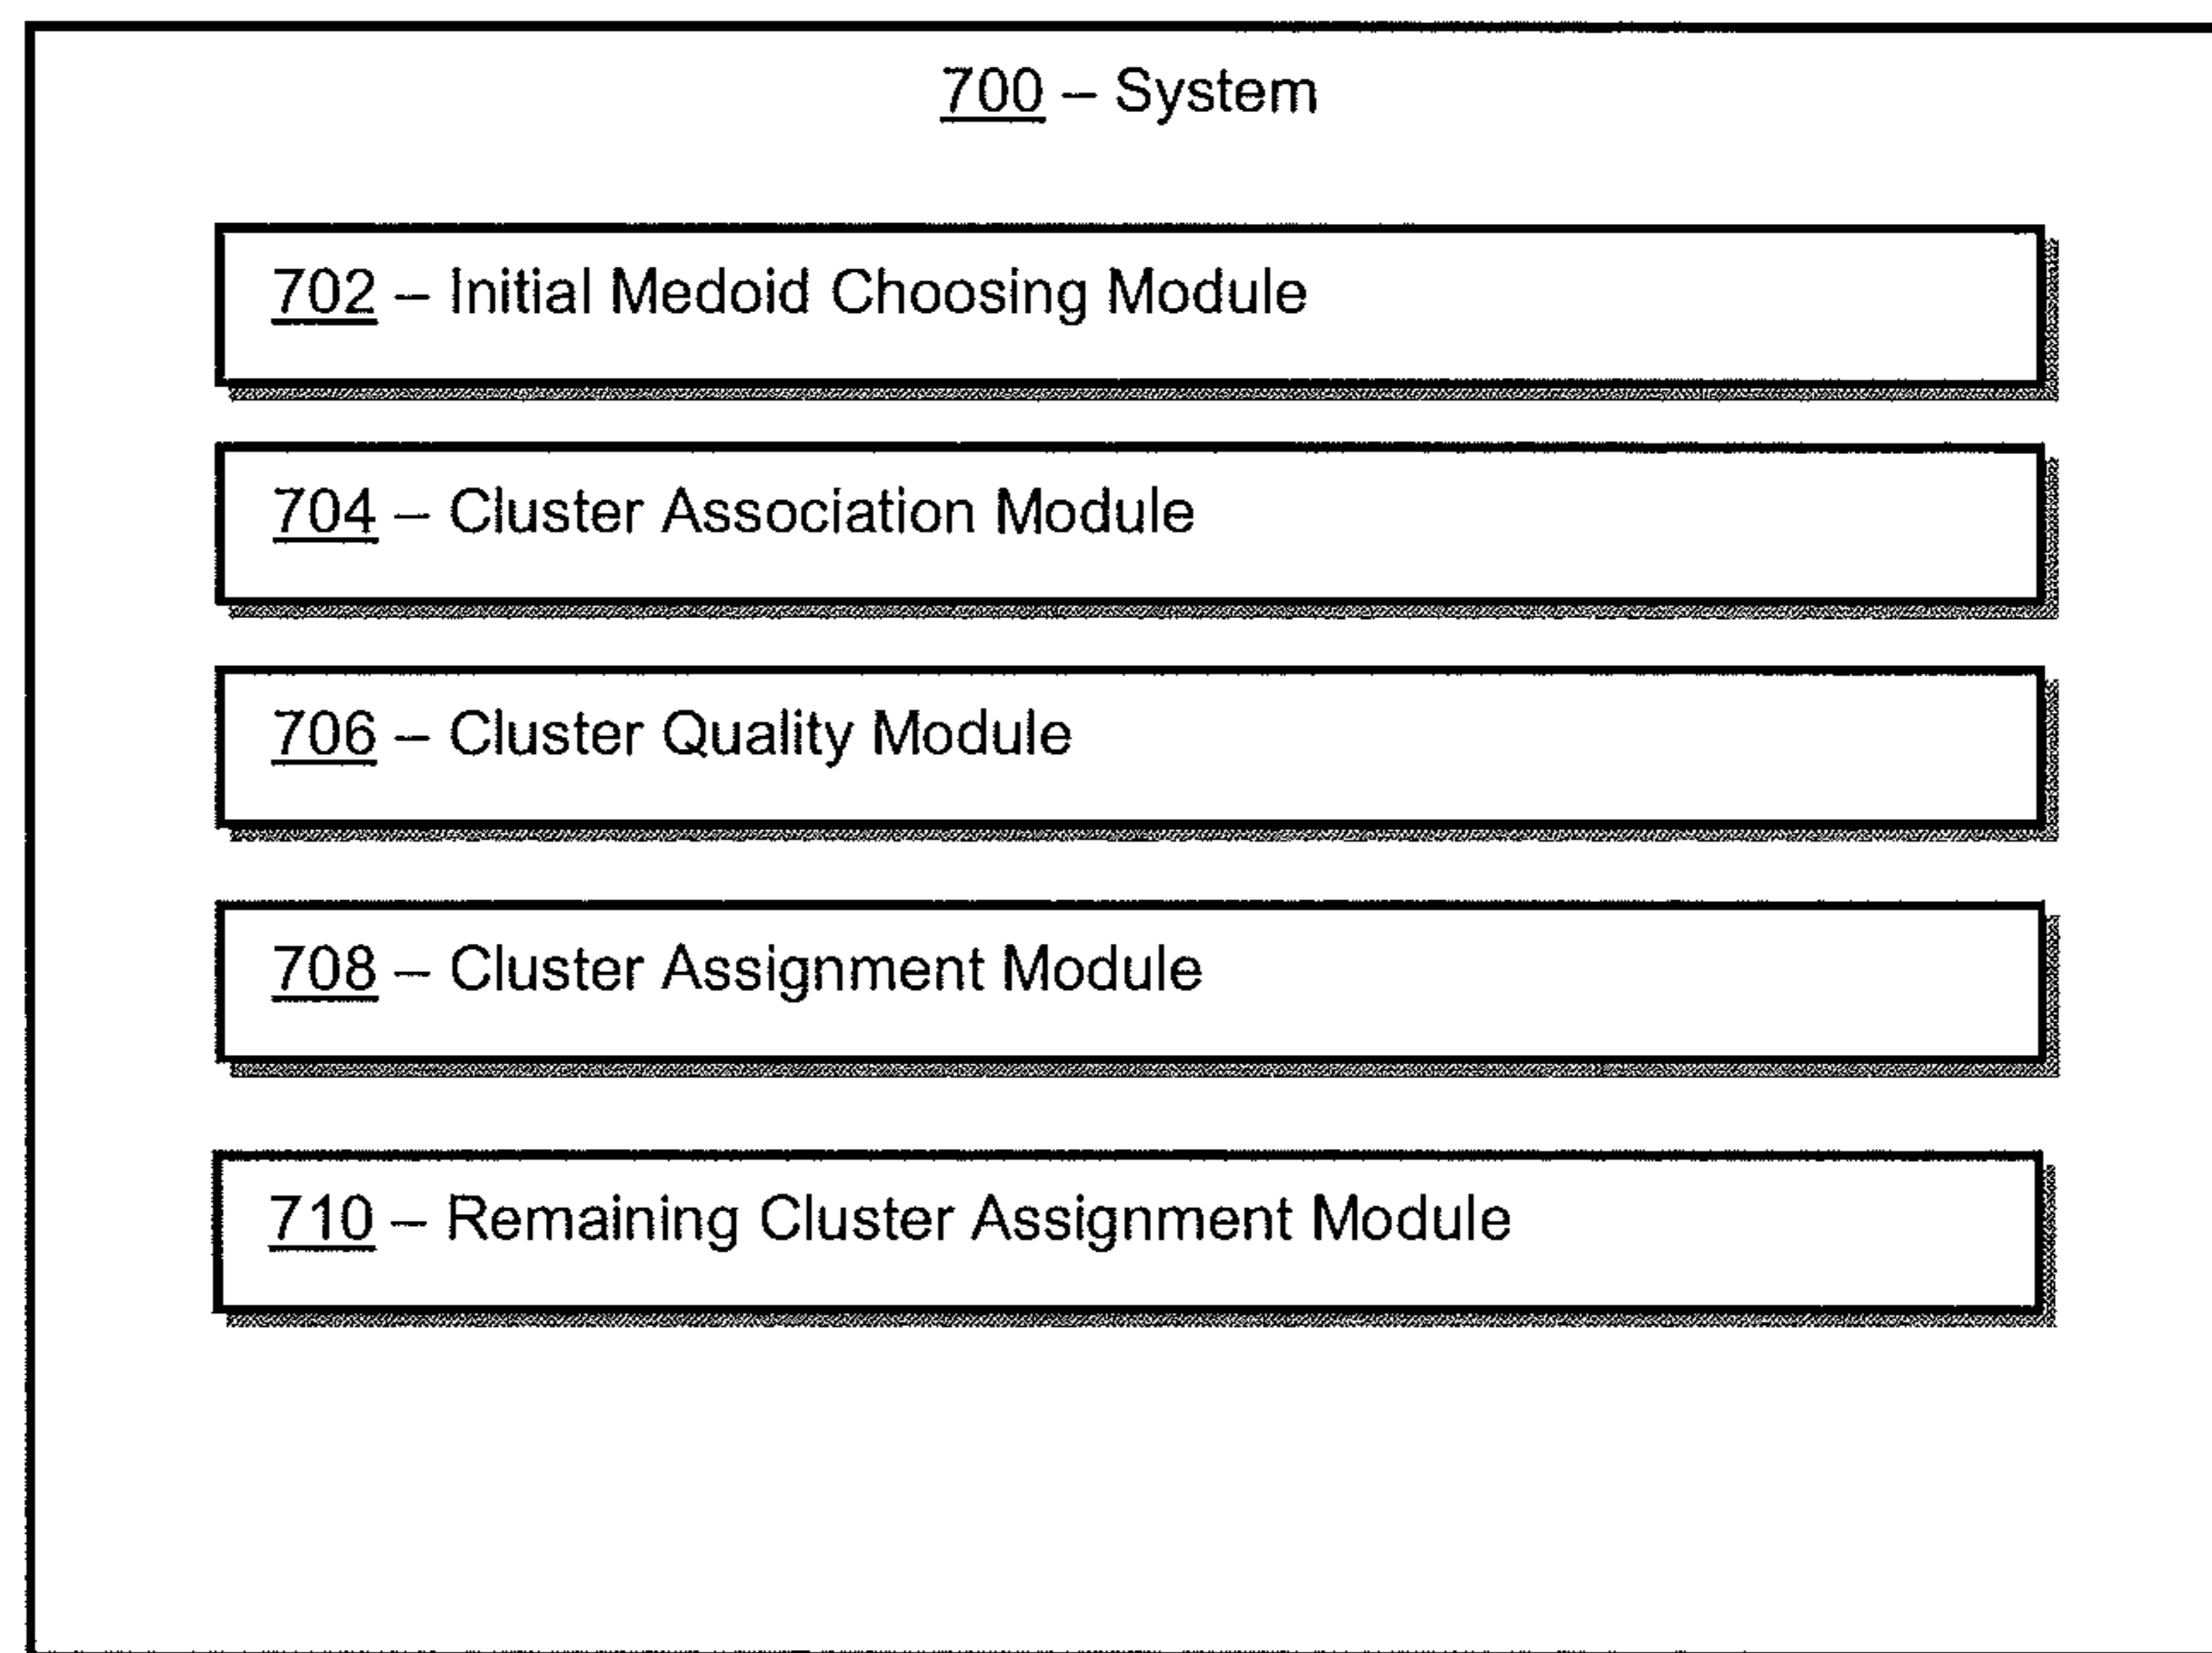 700 – System
702 – Initial Medoid Choosing Module
704 – Cluster Association Module
706 – Cluster Quality Module
708 – Cluster Assignment Module
710 – Remaining Cluster Assignment Module